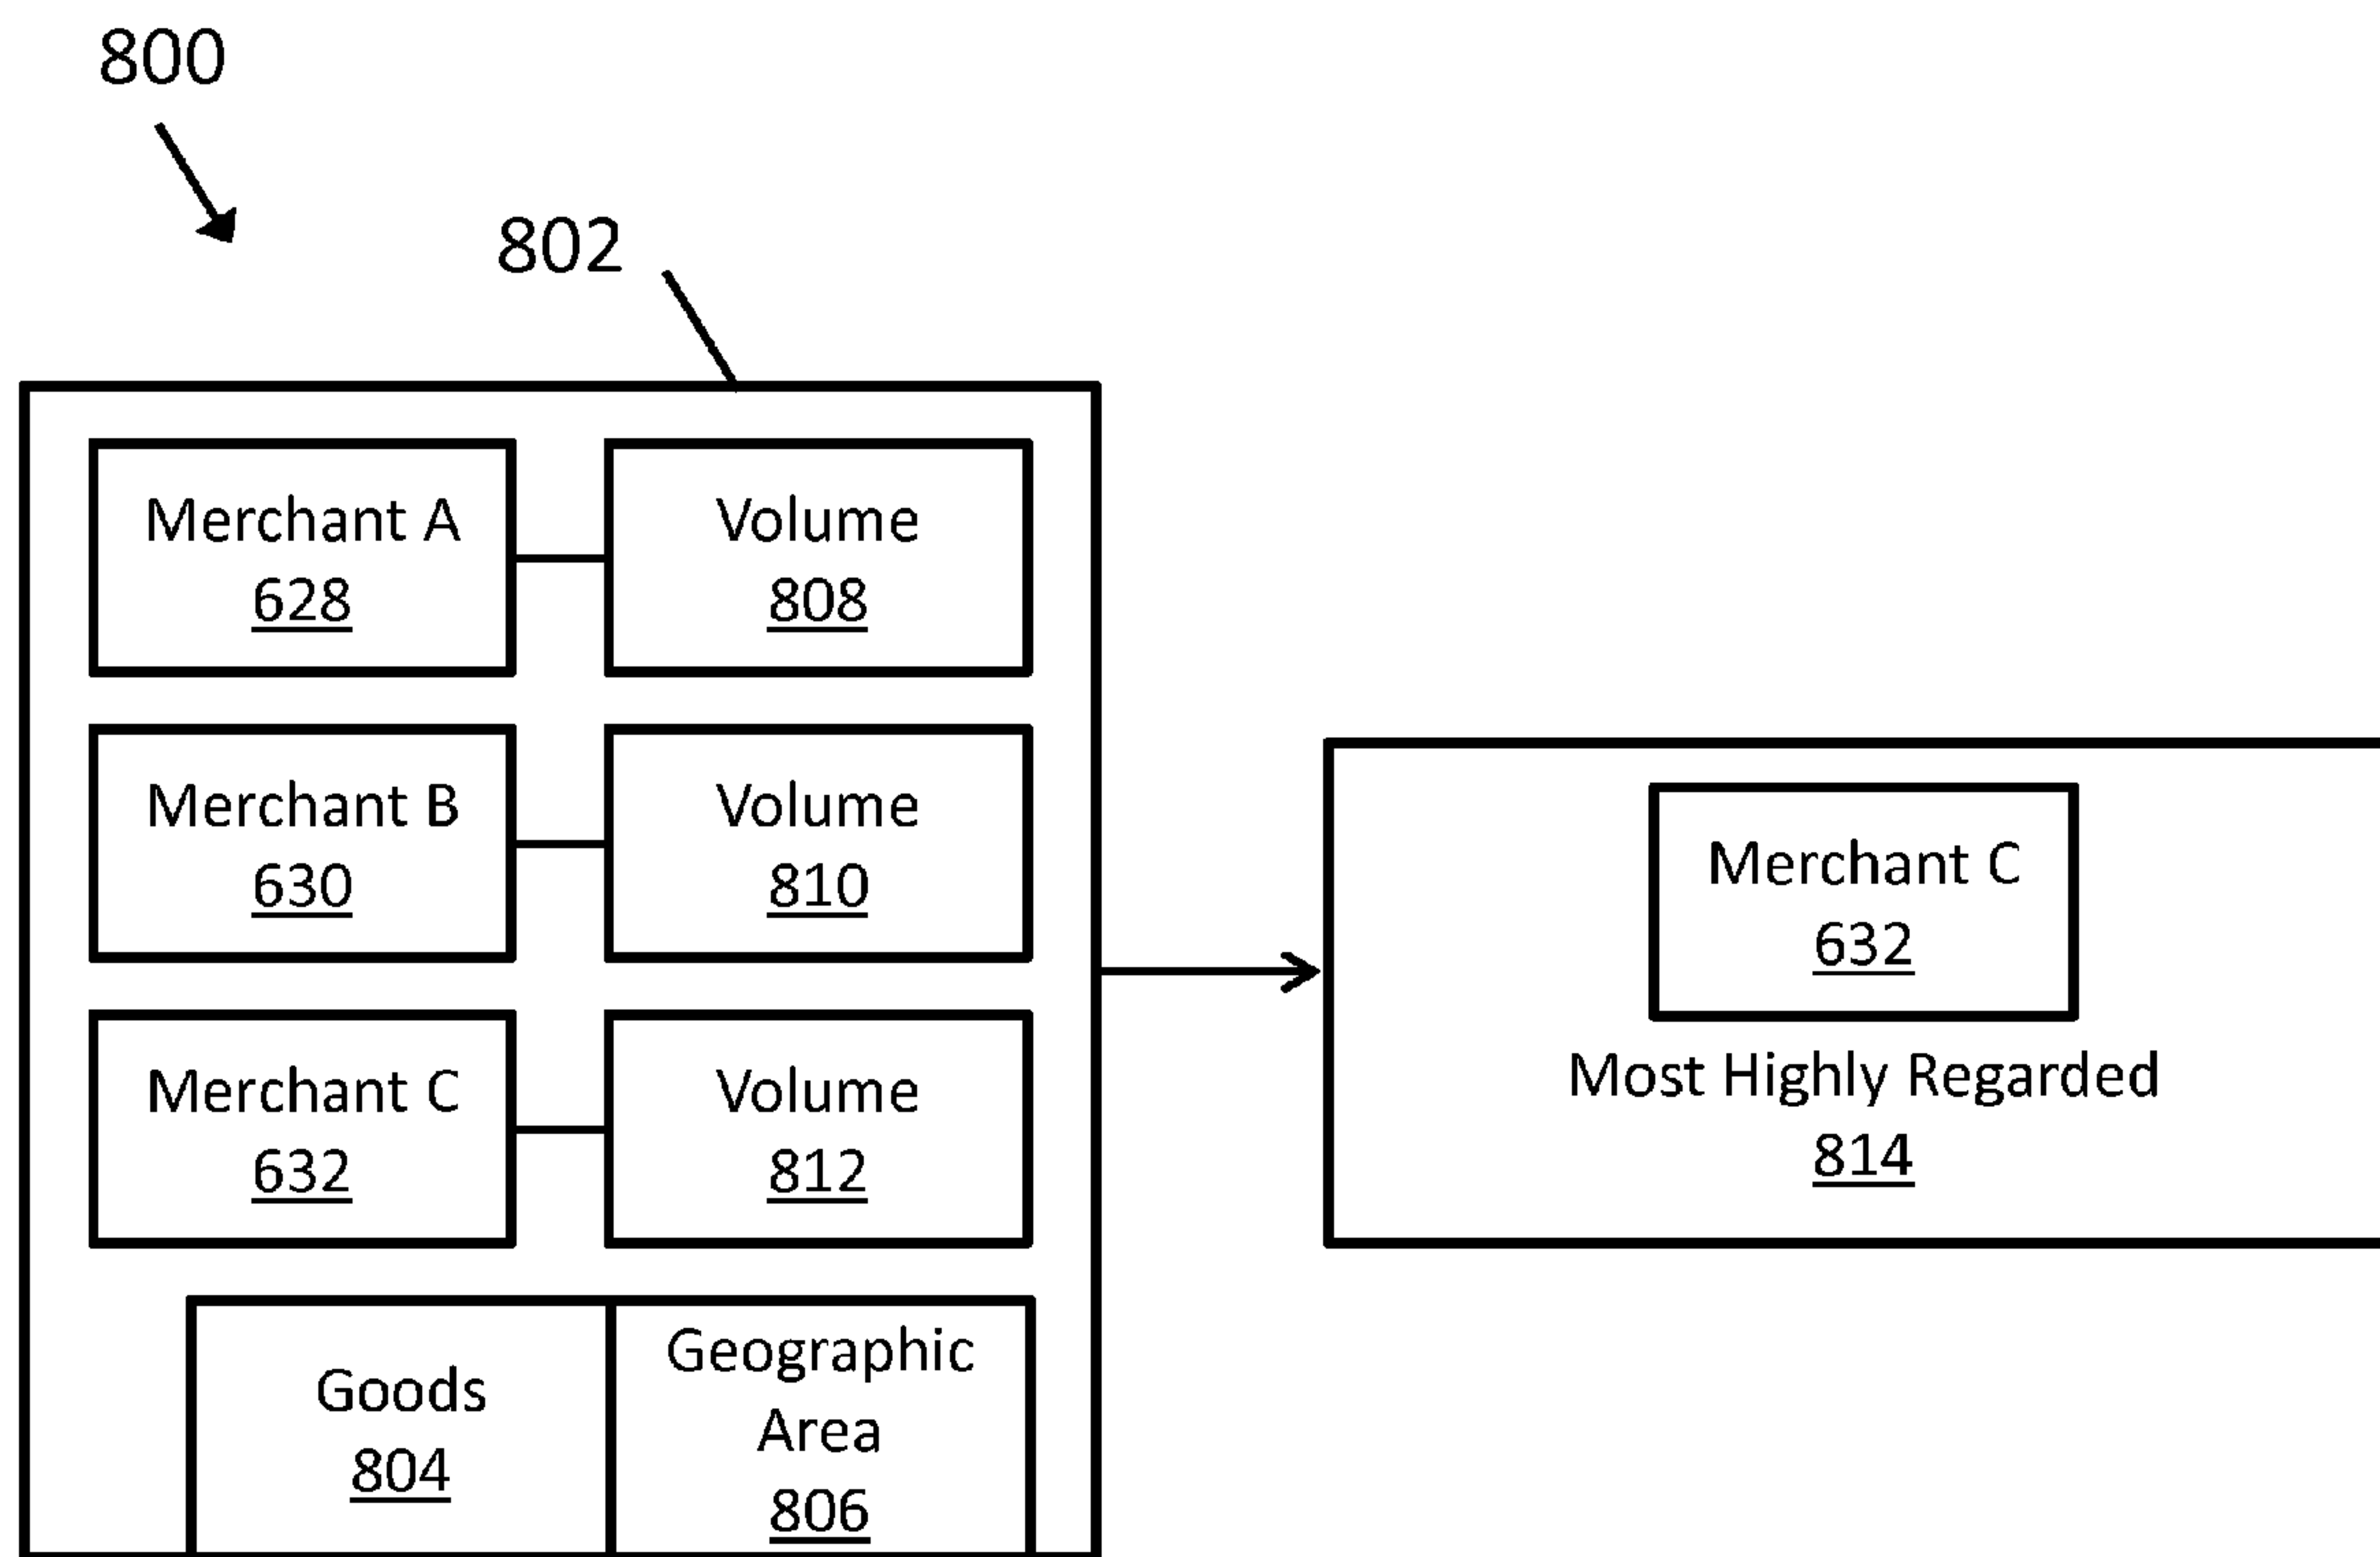 800
802
Merchant A
628
Volume
808
Merchant B
630
Volume
810
Merchant C
632
Volume
812
Goods
804
Geographic
Area
806
Merchant C
632
Most Highly Regarded
814